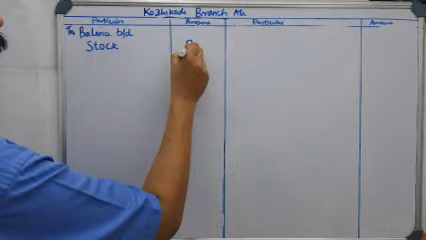 Kozhikode Branch A/c
Particulars Amount Particulars Amount
To Balance b/d
Stock